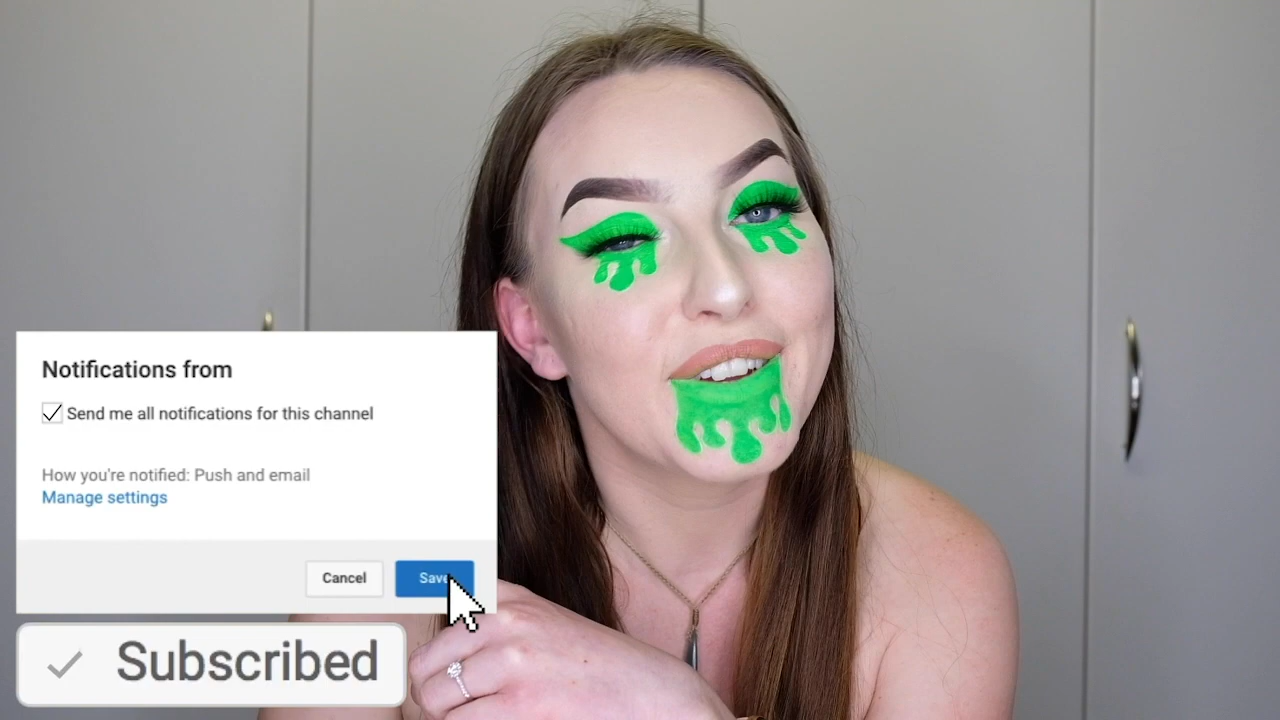 Notifications from
Send me all notifications for this channel
How you're notified: Push and email
Manage settings
Cancel
Save
Subscribed